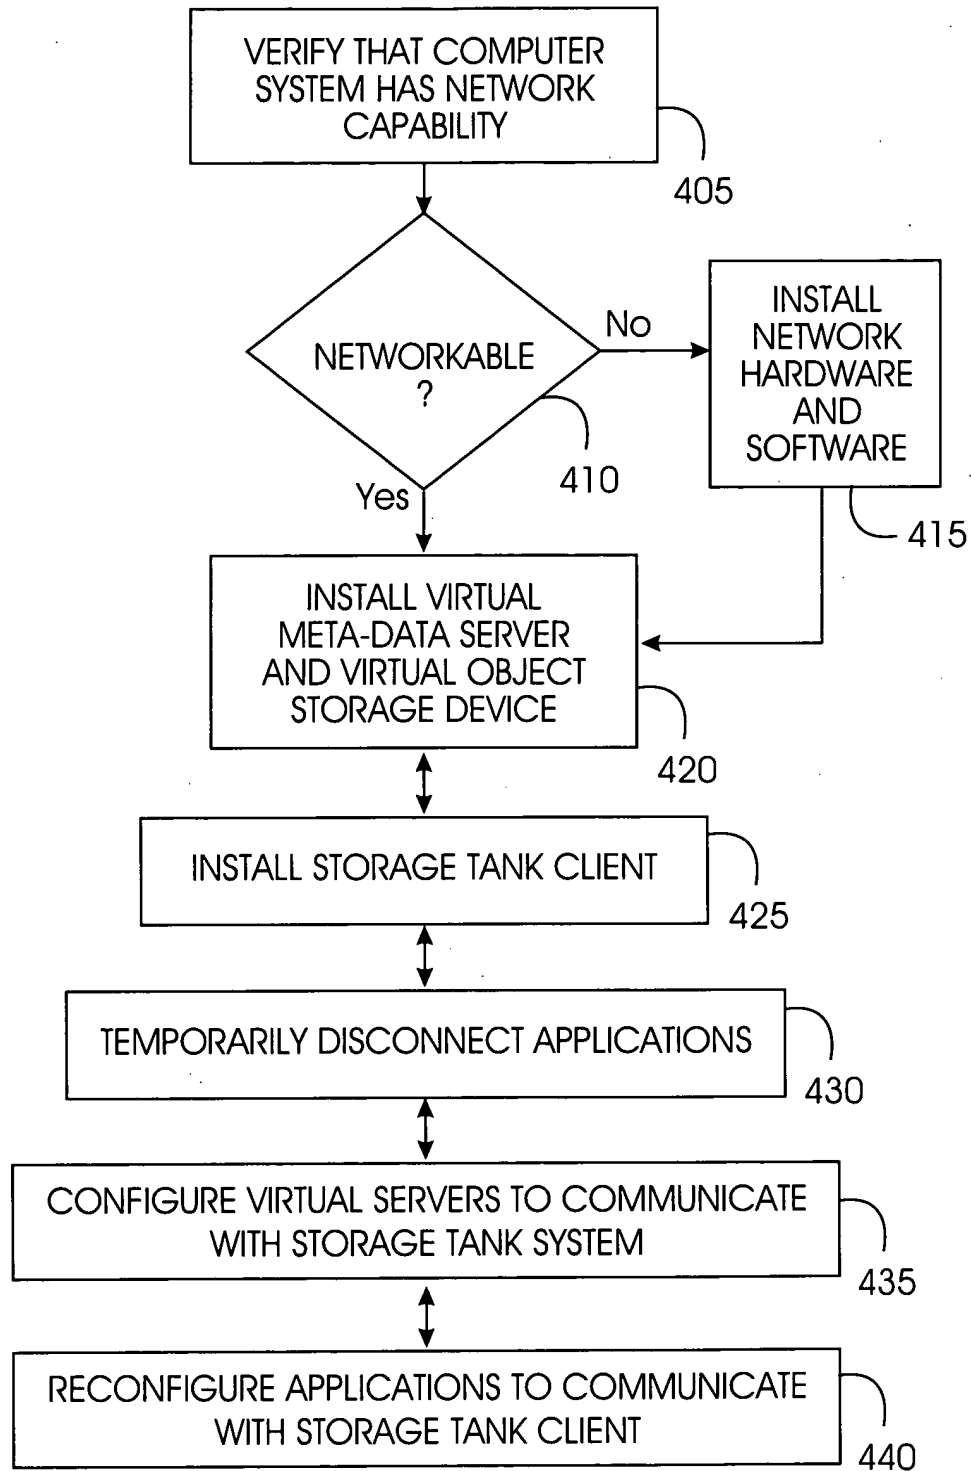 VERIFY THAT COMPUTER
SYSTEM HAS NETWORK
CAPABILITY
405
NETWORKABLE
?
410
No
INSTALL
NETWORK
HARDWARE
AND
SOFTWARE
415
Yes
INSTALL VIRTUAL
META-DATA SERVER
AND VIRTUAL OBJECT
STORAGE DEVICE
420
INSTALL STORAGE TANK CLIENT
425
TEMPORARILY DISCONNECT APPLICATIONS
430
CONFIGURE VIRTUAL SERVERS TO COMMUNICATE
WITH STORAGE TANK SYSTEM
435
RECONFIGURE APPLICATIONS TO COMMUNICATE
WITH STORAGE TANK CLIENT
440